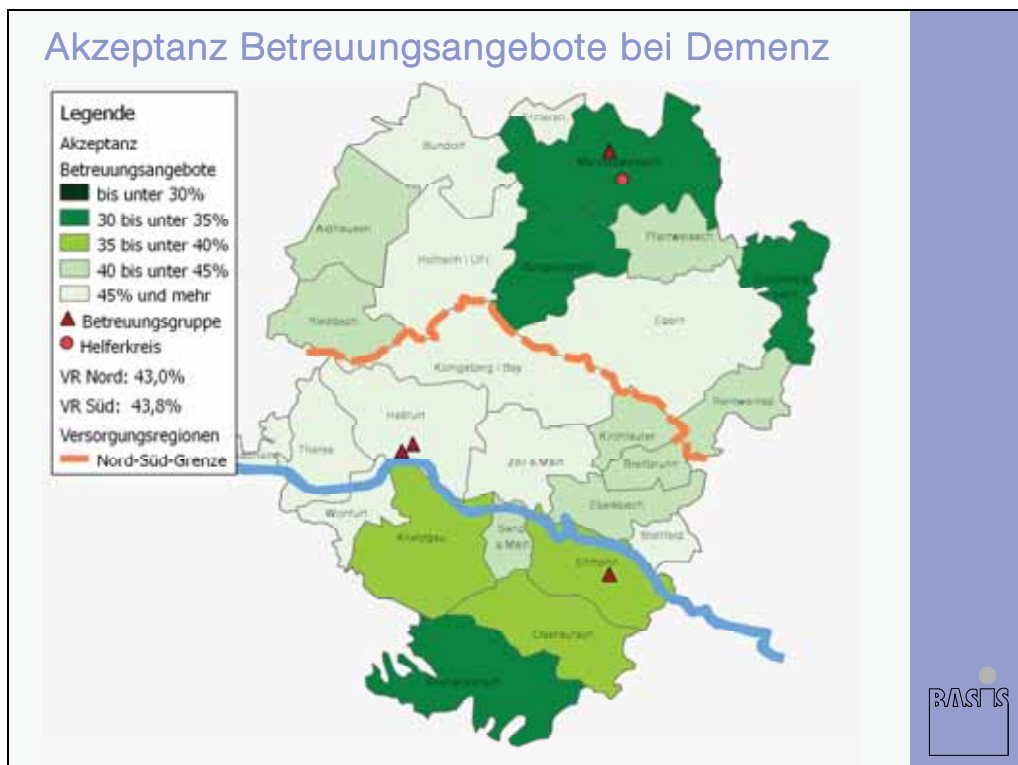 Akzeptanz Betreuungsangebote bei Demenz
Legende
Akzeptanz
Betreuungsangebote
bis unter 30%
30 bis unter 35%
35 bis unter 40%
40 bis unter 45%
45% und mehr
Betreuungsgruppe
Helferkreis
VR Nord: 43,0%
VR Süd: 43,8%
Versorgungsregionen
Nord-Süd-Grenze
Bundorf
Aidhausen
Hofheim i.UFr
Pfarrweisach
Riedbach
Ebern
Königsberg i.Bay
Rentweinsd
Haßfurt
Kirchlauter
Theres
Zeil a.Main
Breitbrunn
Wonfurt
Ebelsbach
Knetzgau
Sand
a.Main
Stettfeld
Eltmann
Oberaurach
BASIS